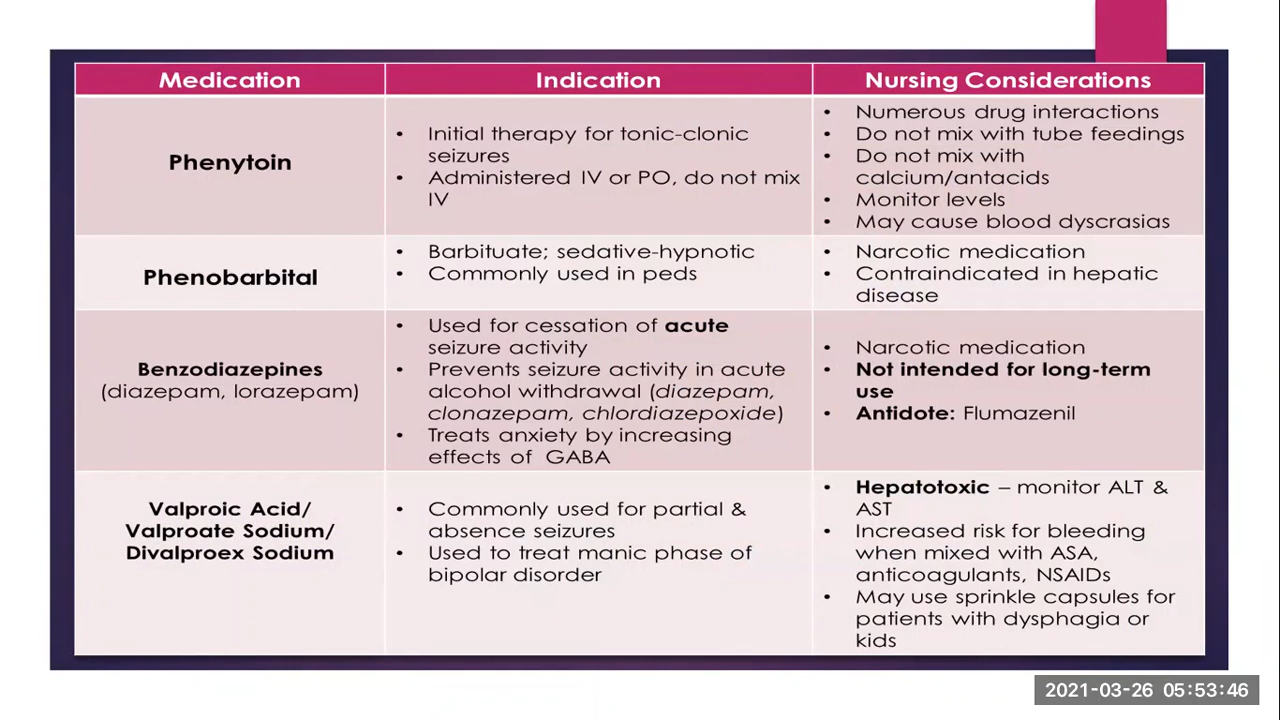 Medication
Indication
Nursing Considerations
Phenytoin
• Initial therapy for tonic-clonic
seizures
• Administered IV or PO, do not mix
IV
• Numerous drug interactions
• Do not mix with tube feedings
• Do not mix with
calcium/antacids
• Monitor levels
• May cause blood dyscrasias
Phenobarbital
• Barbituate; sedative-hypnotic
• Commonly used in peds
• Narcotic medication
• Contraindicated in hepatic
disease
Benzodiazepines
(diazepam, lorazepam)
• Used for cessation of acute
seizure activity
• Prevents seizure activity in acute
alcohol withdrawal (diazepam,
clonazepam, chlordiazepoxide)
• Treats anxiety by increasing
effects of GABA
• Narcotic medication
• Not intended for long-term
use
• Antidote: Flumazenil
Valproic Acid/
Valproate Sodium/
Divalproex Sodium
• Commonly used for partial &
absence seizures
• Used to treat manic phase of
bipolar disorder
• Hepatotoxic – monitor ALT &
AST
• Increased risk for bleeding
when mixed with ASA,
anticoagulants, NSAIDs
• May use sprinkle capsules for
patients with dysphagia or
kids
2021-03-26 05:53:46